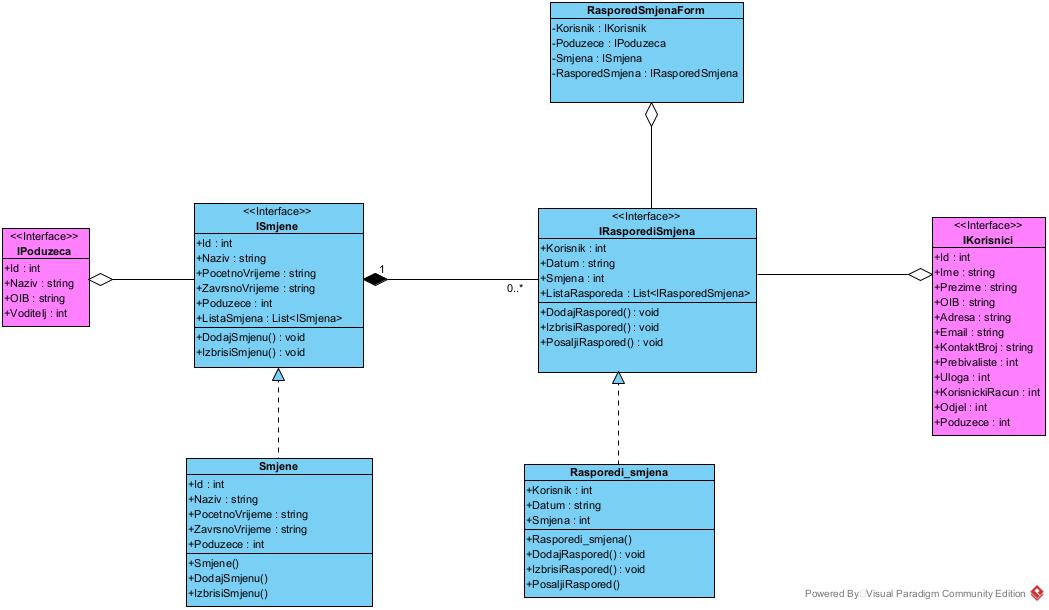 RasporedSmjenaForm
-Korisnik : IKorisnik
-Poduzece : IPoduzeca
-Smjena : ISmjena
-RasporedSmjena : IRasporedSmjena
<<Interface>>
IPoduzeca
+Id : int
+Naziv : string
+OIB : string
+Voditelj : int
<<Interface>>
ISmjene
+Id : int
+Naziv : string
+PocetnoVrijeme : string
+ZavrsnoVrijeme : string
+Poduzece : int
+ListaSmjena : List<ISmjena>
+DodajSmjenu() : void
+IzbrisiSmjenu() : void
1
0..*
<<Interface>>
IRasporediSmjena
+Korisnik : int
+Datum : string
+Smjena : int
+ListaRasporeda : List<IRasporedSmjena>
+DodajRaspored() : void
+IzbrisiRaspored() : void
+PosaljiRaspored() : void
<<Interface>>
IKorisnici
+Id : int
+Ime : string
+Prezime : string
+OIB : string
+Adresa : string
+Email : string
+KontaktBroj : string
+Prebivaliste : int
+Uloga : int
+KorisnickiRacun : int
+Odjel : int
+Poduzece : int
Smjene
+Id : int
+Naziv : string
+PocetnoVrijeme : string
+ZavrsnoVrijeme : string
+Poduzece : int
+Smjene()
+DodajSmjenu()
+IzbrisiSmjenu()
Rasporedi_smjena
+Korisnik : int
+Datum : string
+Smjena : int
+Rasporedi_smjena()
+DodajRaspored() : void
+IzbrisiRaspored() : void
+PosaljiRaspored()
Powered By Visual Paradigm Community Edition